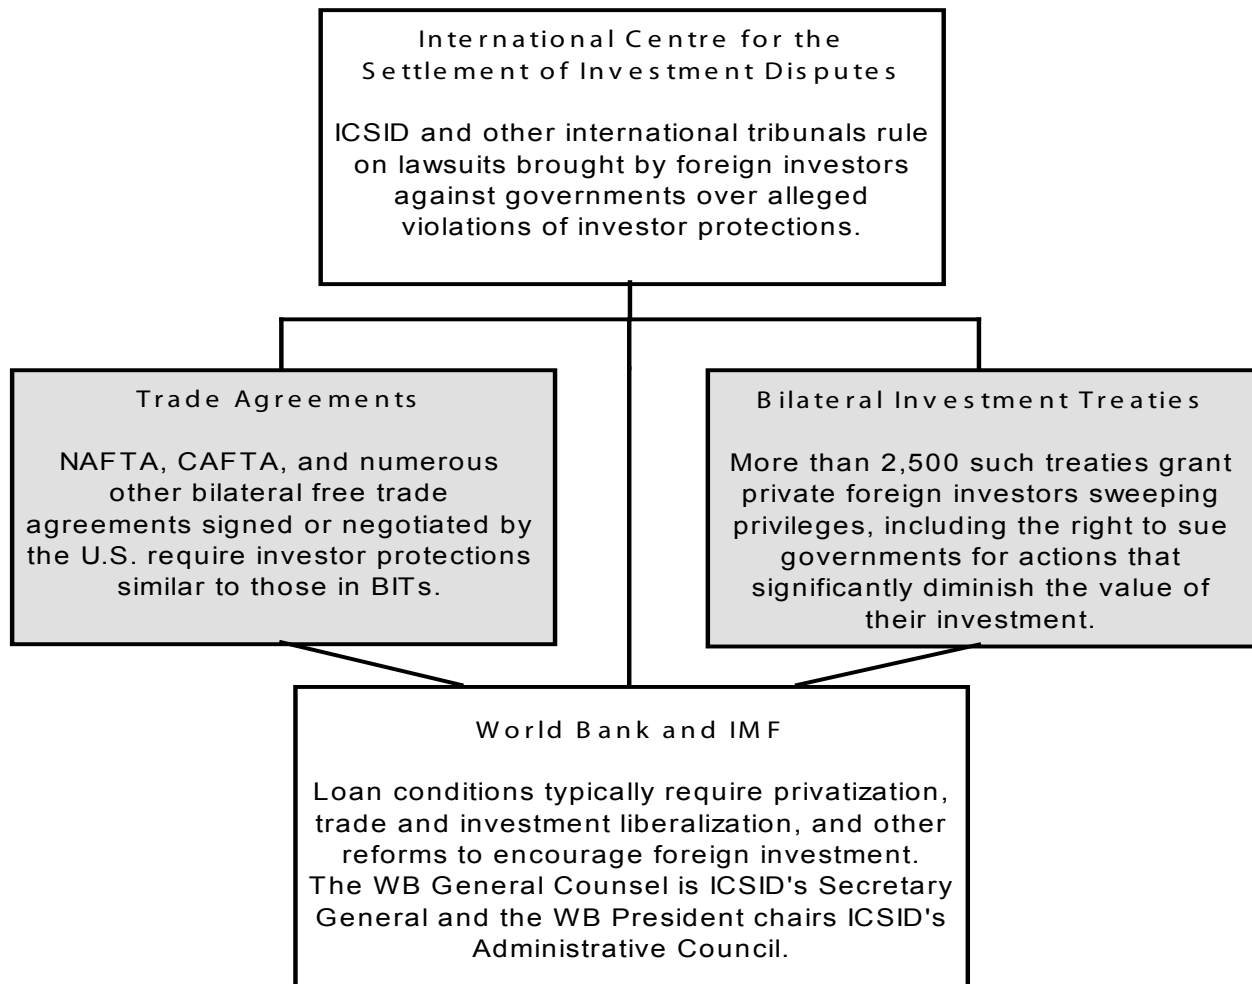 International Centre for the
Settlement of Investment Disputes
ICSID and other international tribunals rule
on lawsuits brought by foreign investors
against governments over alleged
violations of investor protections.
Trade Agreements
NAFTA, CAFTA, and numerous
other bilateral free trade
agreements signed or negotiated by
the U.S. require investor protections
similar to those in BITs.
Bilateral Investment Treaties
More than 2,500 such treaties grant
private foreign investors sweeping
privileges, including the right to sue
governments for actions that
significantly diminish the value of
their investment.
World Bank and IMF
Loan conditions typically require privatization,
trade and investment liberalization, and other
reforms to encourage foreign investment.
The WB General Counsel is ICSID's Secretary
General and the WB President chairs ICSID's
Administrative Council.